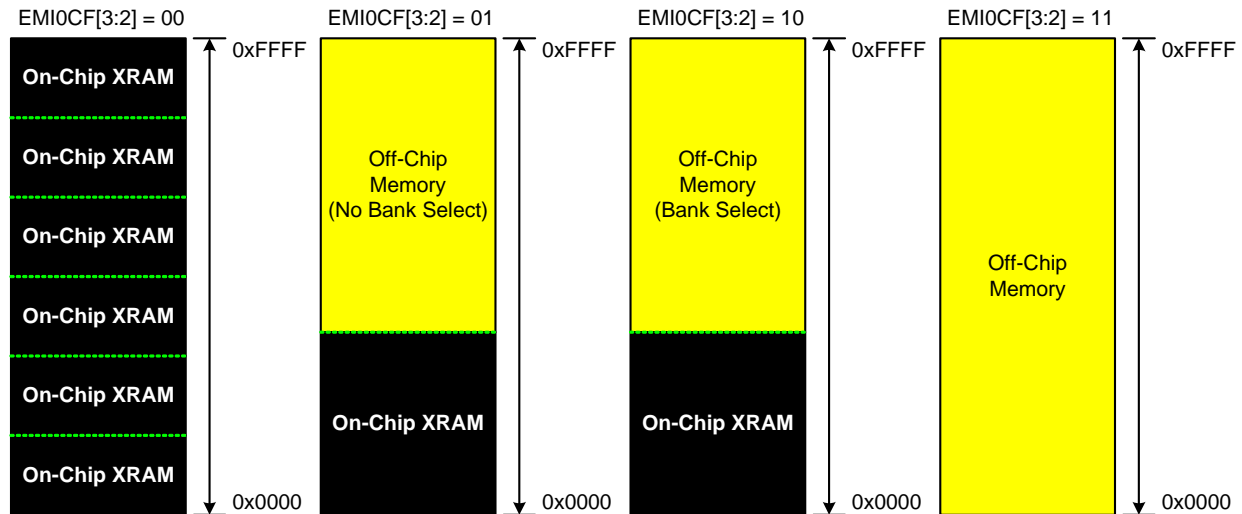 EMI0CF[3:2] = 00
0xFFFF
On-Chip XRAM
On-Chip XRAM
On-Chip XRAM
On-Chip XRAM
On-Chip XRAM
On-Chip XRAM
0x0000
EMI0CF[3:2] = 01
0xFFFF
Off-Chip
Memory
(No Bank Select)
On-Chip XRAM
0x0000
EMI0CF[3:2] = 10
0xFFFF
Off-Chip
Memory
(Bank Select)
On-Chip XRAM
0x0000
EMI0CF[3:2] = 11
0xFFFF
Off-Chip
Memory
0x0000